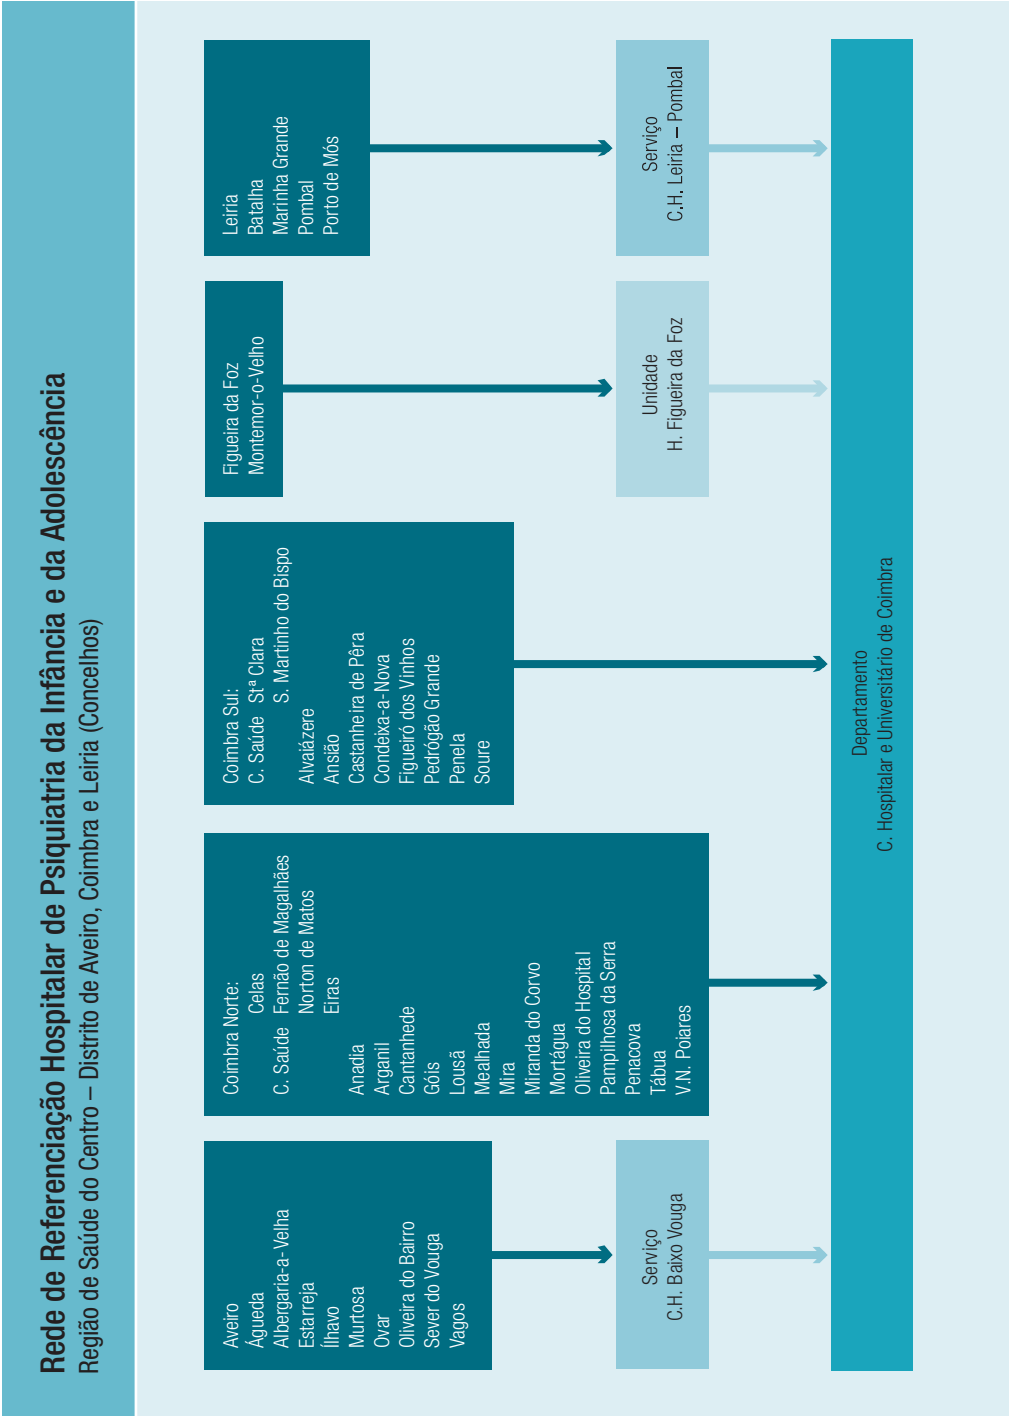 Rede de Referenciação Hospitalar de Psiquiatria da Infância e da Adolescência
Região de Saúde do Centro – Distrito de Aveiro, Coimbra e Leiria (Concelhos)
Aveiro
Águeda
Albergaria-a-Velha
Estarreja
Ílhavo
Murtosa
Ovar
Oliveira do Bairro
Sever do Vouga
Vagos
Coimbra Norte:
Celas
C. Saúde Fernão de Magalhães
Norton de Matos
Eiras
Anadia
Arganil
Cantanhede
Góis
Lousã
Mealhada
Mira
Miranda do Corvo
Mortágua
Oliveira do Hospital
Pampilhosa da Serra
Penacova
Tábua
V.N. Poiares
Coimbra Sul:
C. Saúde Stª Clara
S. Martinho do Bispo
Alvaiázere
Ansião
Castanheira de Pêra
Condeixa-a-Nova
Figueiró dos Vinhos
Pedrógão Grande
Penela
Soure
Figueira da Foz
Montemor-o-Velho
Leiria
Batalha
Marinha Grande
Pombal
Porto de Mós
Serviço
C.H. Baixo Vouga
Unidade
H. Figueira da Foz
Serviço
C.H. Leiria – Pombal
Departamento
C. Hospitalar e Universitário de Coimbra